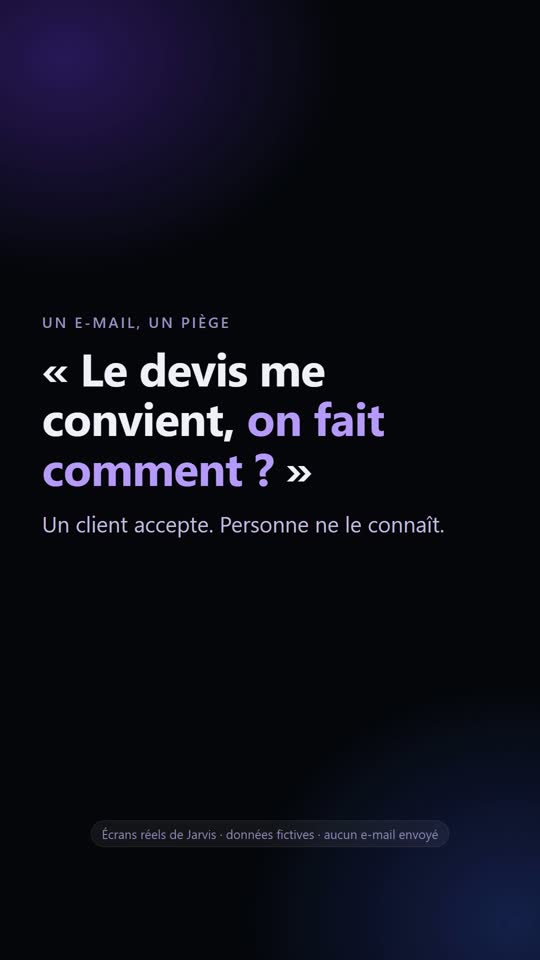 UN E-MAIL, UN PIÈGE
« Le devis me
convient, on fait
comment ? »
Un client accepte. Personne ne le connaît.
Écrans réels de Jarvis · données fictives · aucun e-mail envoyé